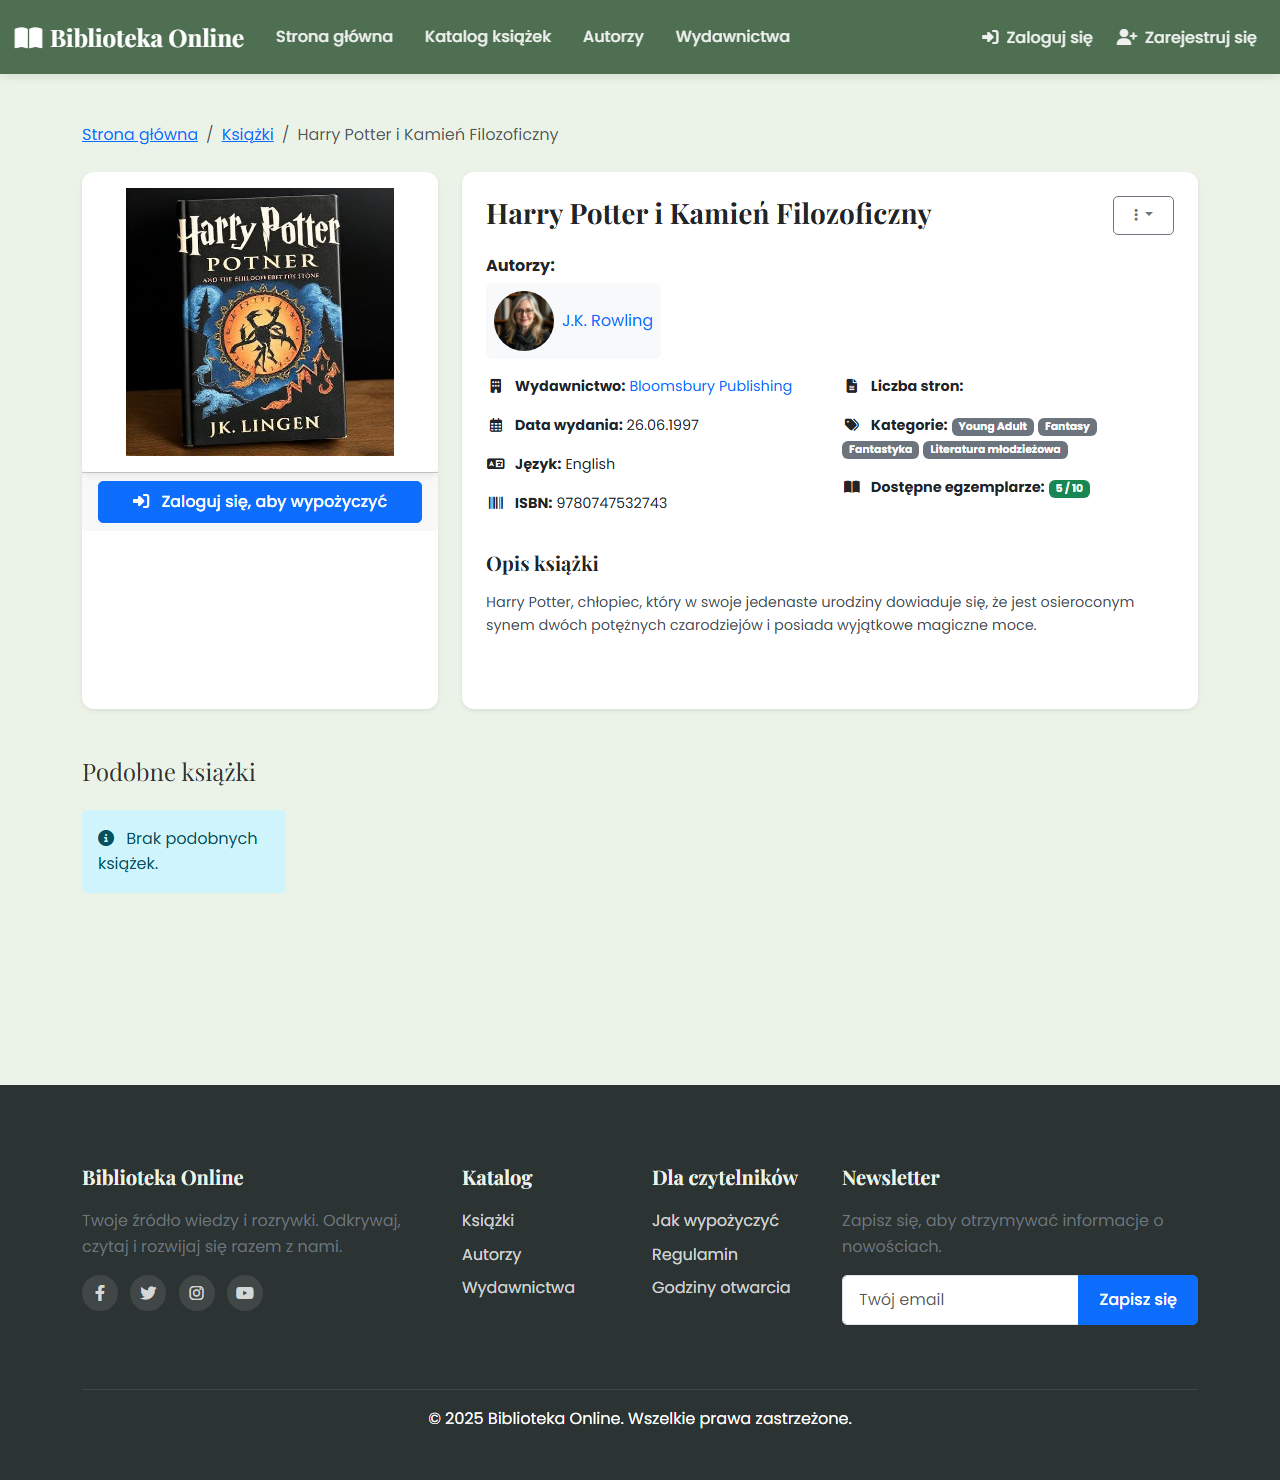 Biblioteka Online
Strona główna
Katalog książek
Autorzy
Wydawnictwa
Zaloguj się
Zarejestruj się
Strona główna / Książki / Harry Potter i Kamień Filozoficzny
Harry Potter
POTNER
JK. LINGEN
Zaloguj się, aby wypożyczyć
Harry Potter i Kamień Filozoficzny
Autorzy:
J.K. Rowling
Wydawnictwo: Bloomsbury Publishing
Data wydania: 26.06.1997
Język: English
ISBN: 9780747532743
Liczba stron:
Kategorie: Young Adult Fantasy
Fantastyka Literatura młodzieżowa
Dostępne egzemplarze: 5 / 10
Opis książki
Harry Potter, chłopiec, który w swoje jedenaste urodziny dowiaduje się, że jest osieroconym
synem dwóch potężnych czarodziejów i posiada wyjątkowe magiczne moce.
Podobne książki
Brak podobnych
książek.
Biblioteka Online
Twoje źródło wiedzy i rozrywki. Odkrywaj,
czytaj i rozwijaj się razem z nami.
Katalog
Książki
Autorzy
Wydawnictwa
Dla czytelników
Jak wypożyczyć
Regulamin
Godziny otwarcia
Newsletter
Zapisz się, aby otrzymywać informacje o
nowościach.
Twój email
Zapisz się
© 2025 Biblioteka Online. Wszelkie prawa zastrzeżone.